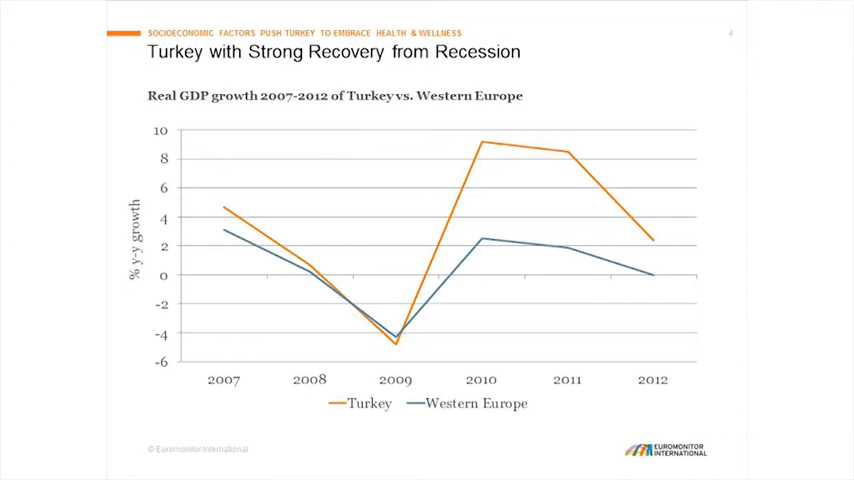 SOCIOECONOMIC FACTORS PUSH TURKEY TO EMBRACE HEALTH & WELLNESS
4
Turkey with Strong Recovery from Recession
Real GDP growth 2007-2012 of Turkey vs. Western Europe
% y-y growth
10
8
6
4
2
0
-2
-4
-6
2007 2008 2009 2010 2011 2012
Turkey Western Europe
© Euromonitor International
EUROMONITOR
INTERNATIONAL